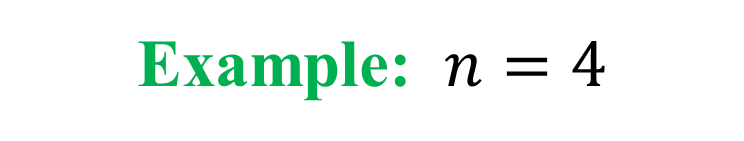 Example: 𝑛 = 4